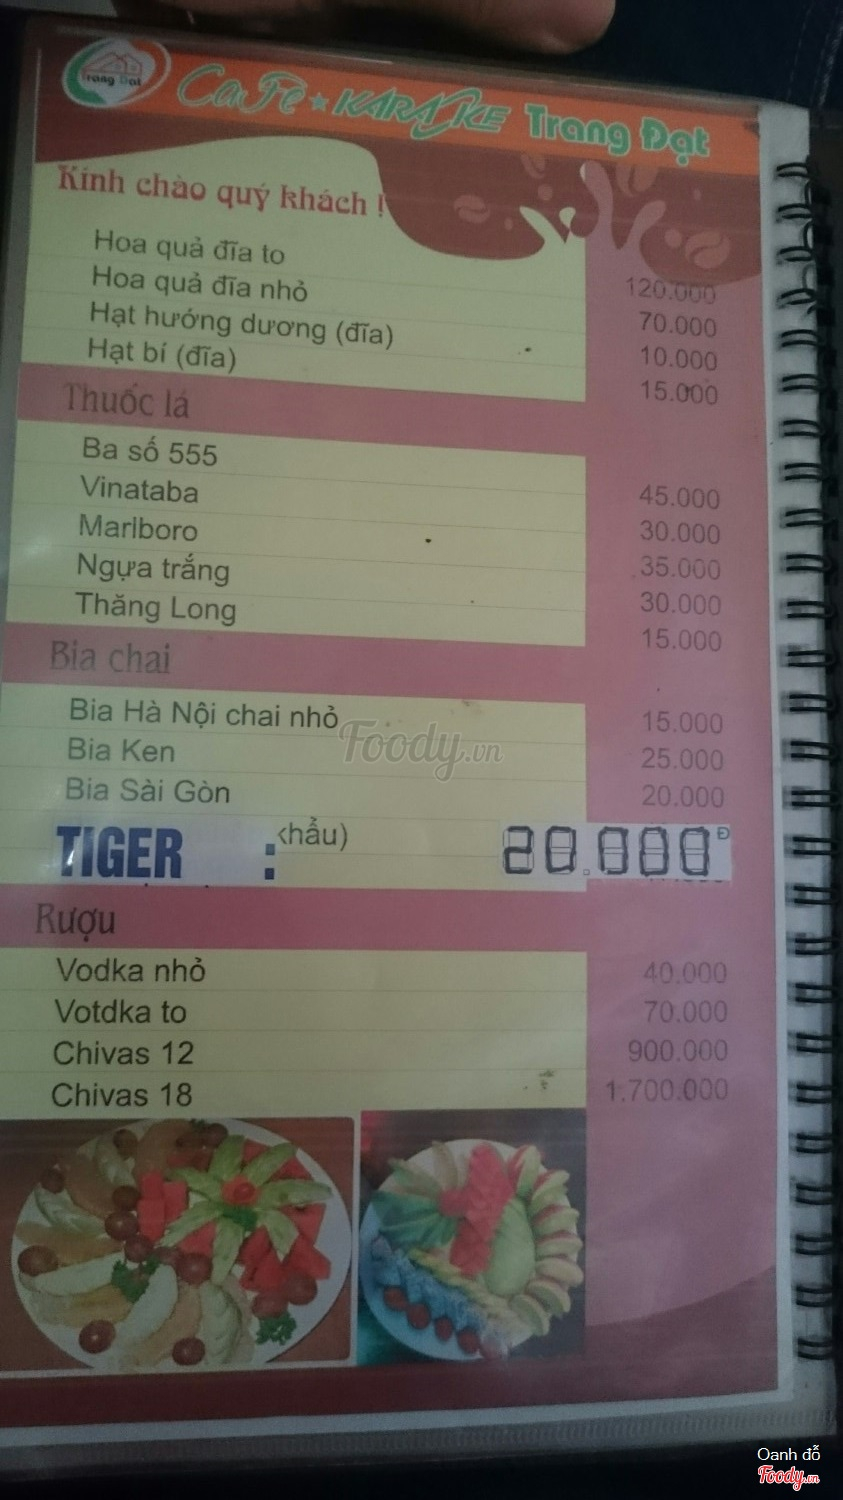 Trang Đạt
CaFe ★ KARAOKE Trang Đạt
Kính chào quý khách !
Hoa quả đĩa to 120.000
Hoa quả đĩa nhỏ 70.000
Hạt hướng dương (đĩa) 10.000
Hạt bí (đĩa) 15.000
Thuốc lá
Ba số 555 45.000
Vinataba 30.000
Marlboro 35.000
Ngựa trắng 30.000
Thăng Long 15.000
Bia chai
Bia Hà Nội chai nhỏ 15.000
Bia Ken 25.000
Bia Sài Gòn 20.000
TIGER : khẩu) 20.000 Đ
Rượu
Vodka nhỏ 40.000
Votdka to 70.000
Chivas 12 900.000
Chivas 18 1.700.000
Foody.vn
Oanh đỗ
Foody.vn